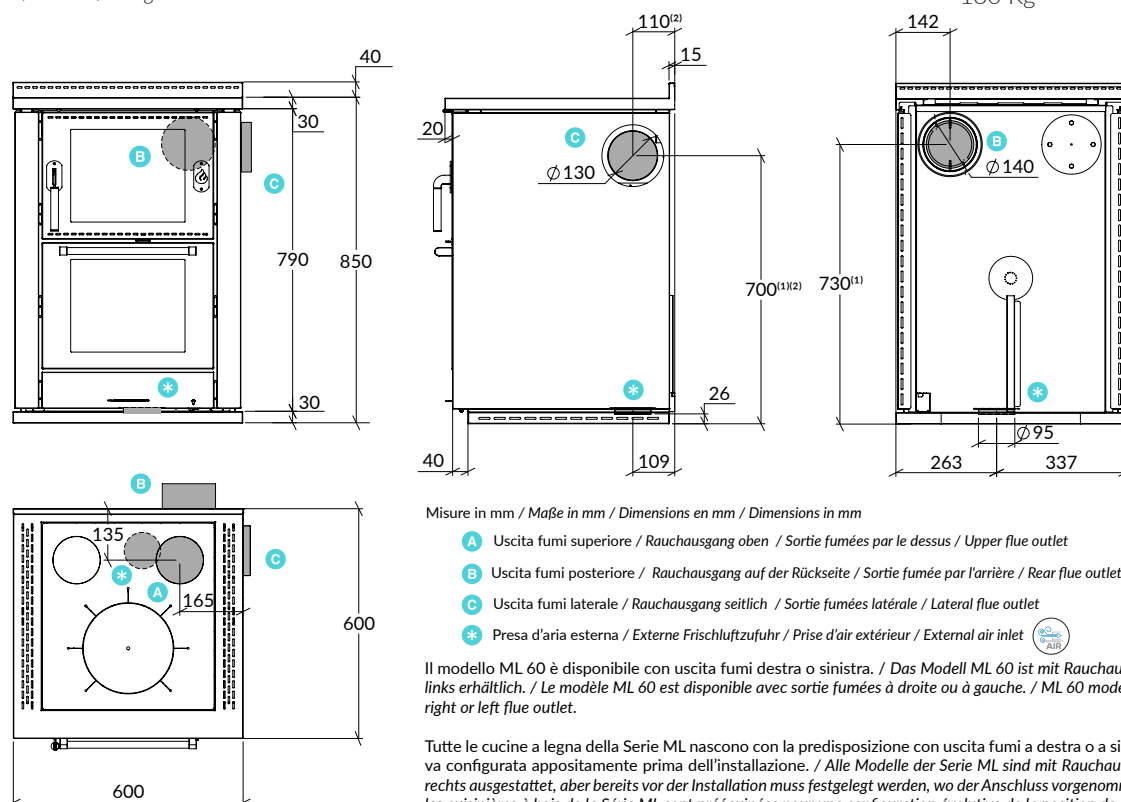 40
30
B
C
790
850
*
30
110(2)
15
20
C
Ø 130
700(1)(2)
*
26
40
109
142
B
Ø 140
730(1)
*
Ø 95
263
337
B
135
C
*
A
165
600
600
Misure in mm / Maße in mm / Dimensions en mm / Dimensions in mm
A Uscita fumi superiore / Rauchausgang oben / Sortie fumées par le dessus / Upper flue outlet
B Uscita fumi posteriore / Rauchausgang auf der Rückseite / Sortie fumée par l'arrière / Rear flue outlet
C Uscita fumi laterale / Rauchausgang seitlich / Sortie fumées latérale / Lateral flue outlet
* Presa d'aria esterna / Externe Frischluftzufuhr / Prise d'air extérieur / External air inlet AIR
Il modello ML 60 è disponibile con uscita fumi destra o sinistra. / Das Modell ML 60 ist mit Rauchau
links erhältlich. / Le modèle ML 60 est disponible avec sortie fumées à droite ou à gauche. / ML 60 mode
right or left flue outlet.
Tutte le cucine a legna della Serie ML nascono con la predisposizione con uscita fumi a destra o a si
va configurata appositamente prima dell'installazione. / Alle Modelle der Serie ML sind mit Rauchau
rechts ausgestattet, aber bereits vor der Installation muss festgelegt werden, wo der Anschluss vorgenom